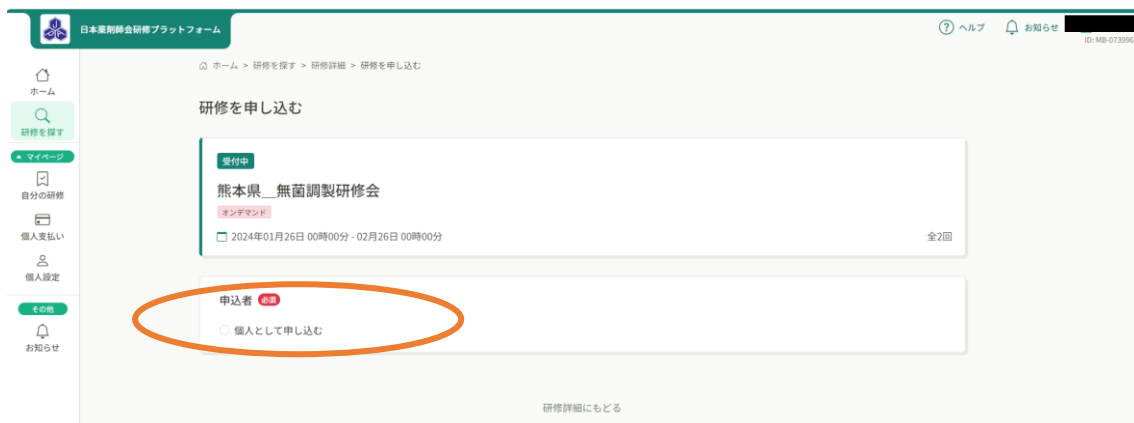 日本薬剤師会研修プラットフォーム
ヘルプ
お知らせ
ID: MB-073996
ホーム > 研修を探す > 研修詳細 > 研修を申し込む
ホーム
研修を探す
マイページ
自分の研修
個人支払い
個人設定
その他
お知らせ
研修を申し込む
受付中
熊本県__無菌調製研修会
オンデマンド
2024年01月26日 00時00分 - 02月26日 00時00分
全2回
申込者 必須
個人として申し込む
研修詳細にもどる